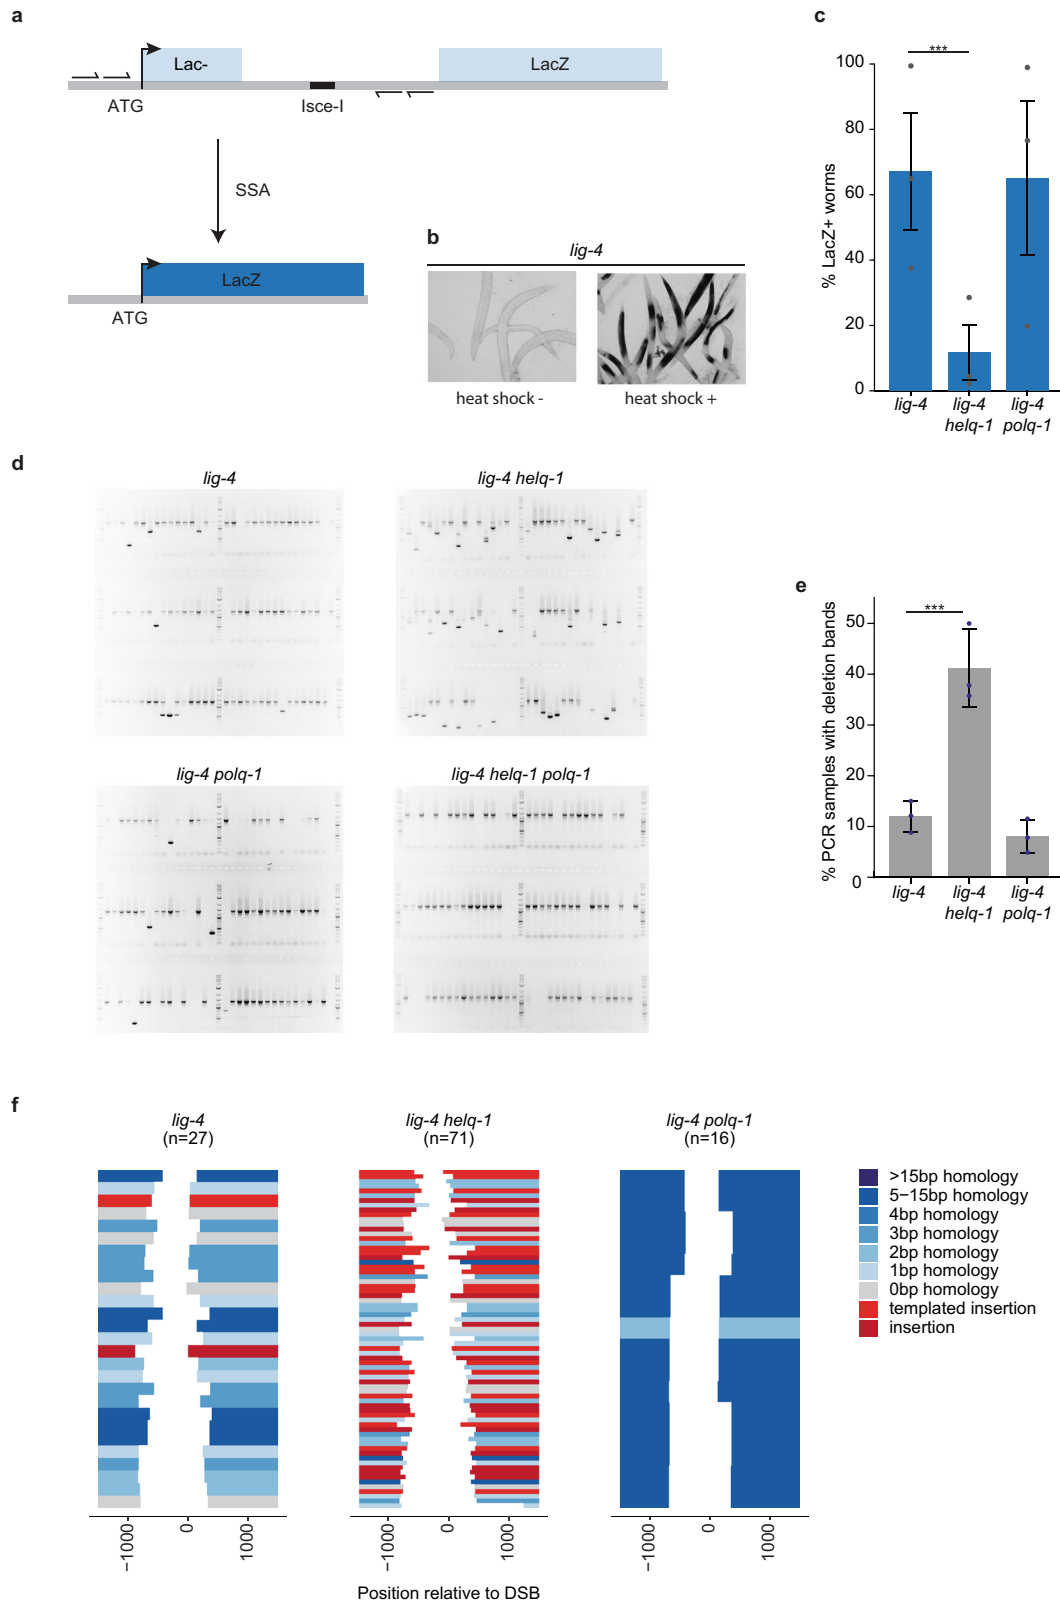 a
Lac-
LacZ
ATG
Isce-I
SSA
LacZ
ATG
b
lig-4
heat shock -
heat shock +
c
***
% LacZ+ worms
100
80
60
40
20
0
lig-4
lig-4 helq-1
lig-4 polq-1
d
lig-4
lig-4 helq-1
lig-4 polq-1
lig-4 helq-1 polq-1
e
***
% PCR samples with deletion bands
50
40
30
20
10
0
lig-4
lig-4 helq-1
lig-4 polq-1
f
lig-4
(n=27)
lig-4 helq-1
(n=71)
lig-4 polq-1
(n=16)
>15bp homology
5−15bp homology
4bp homology
3bp homology
2bp homology
1bp homology
0bp homology
templated insertion
insertion
−1000
0
1000
−1000
0
1000
−1000
0
1000
Position relative to DSB